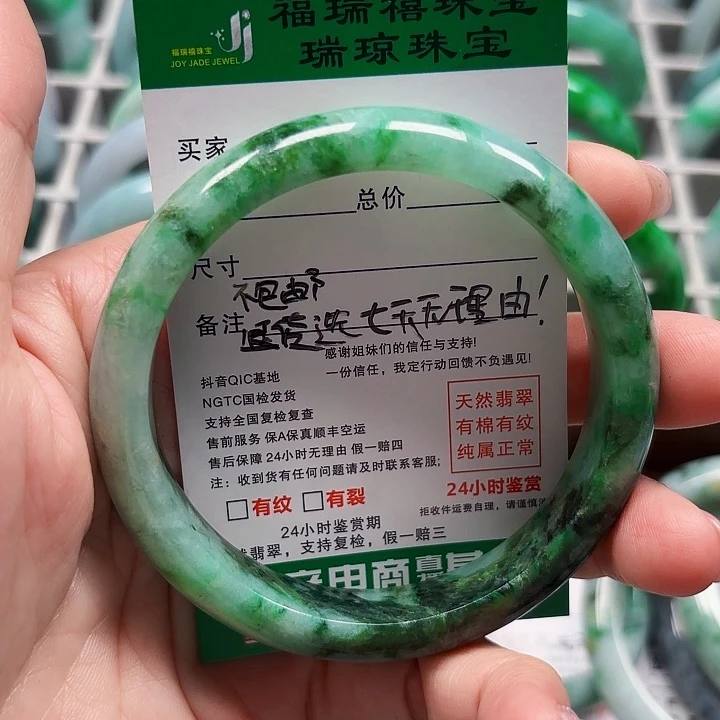 福瑞禧珠宝
福瑞禧珠宝
JOY JADE JEWEL
瑞琼珠宝
买家
总价
尺寸
不包邮
备注
退 七天无理由!
感谢姐妹们的信任与支持!
一份信任，我定行动回馈不负遇见!
抖音QIC基地
NGTC国检发货
支持全国复检复查
售前服务 保A保真顺丰空运
售后保障 24小时无理由 假一赔四
注：收到货有任何问题请及时联系客服;
天然翡翠
有棉有纹
纯属正常
□有纹 □有裂
24小时鉴赏
拒收件运费自理，请谨慎
24小时鉴赏期
翡翠，支持复检，假一赔三
电商直